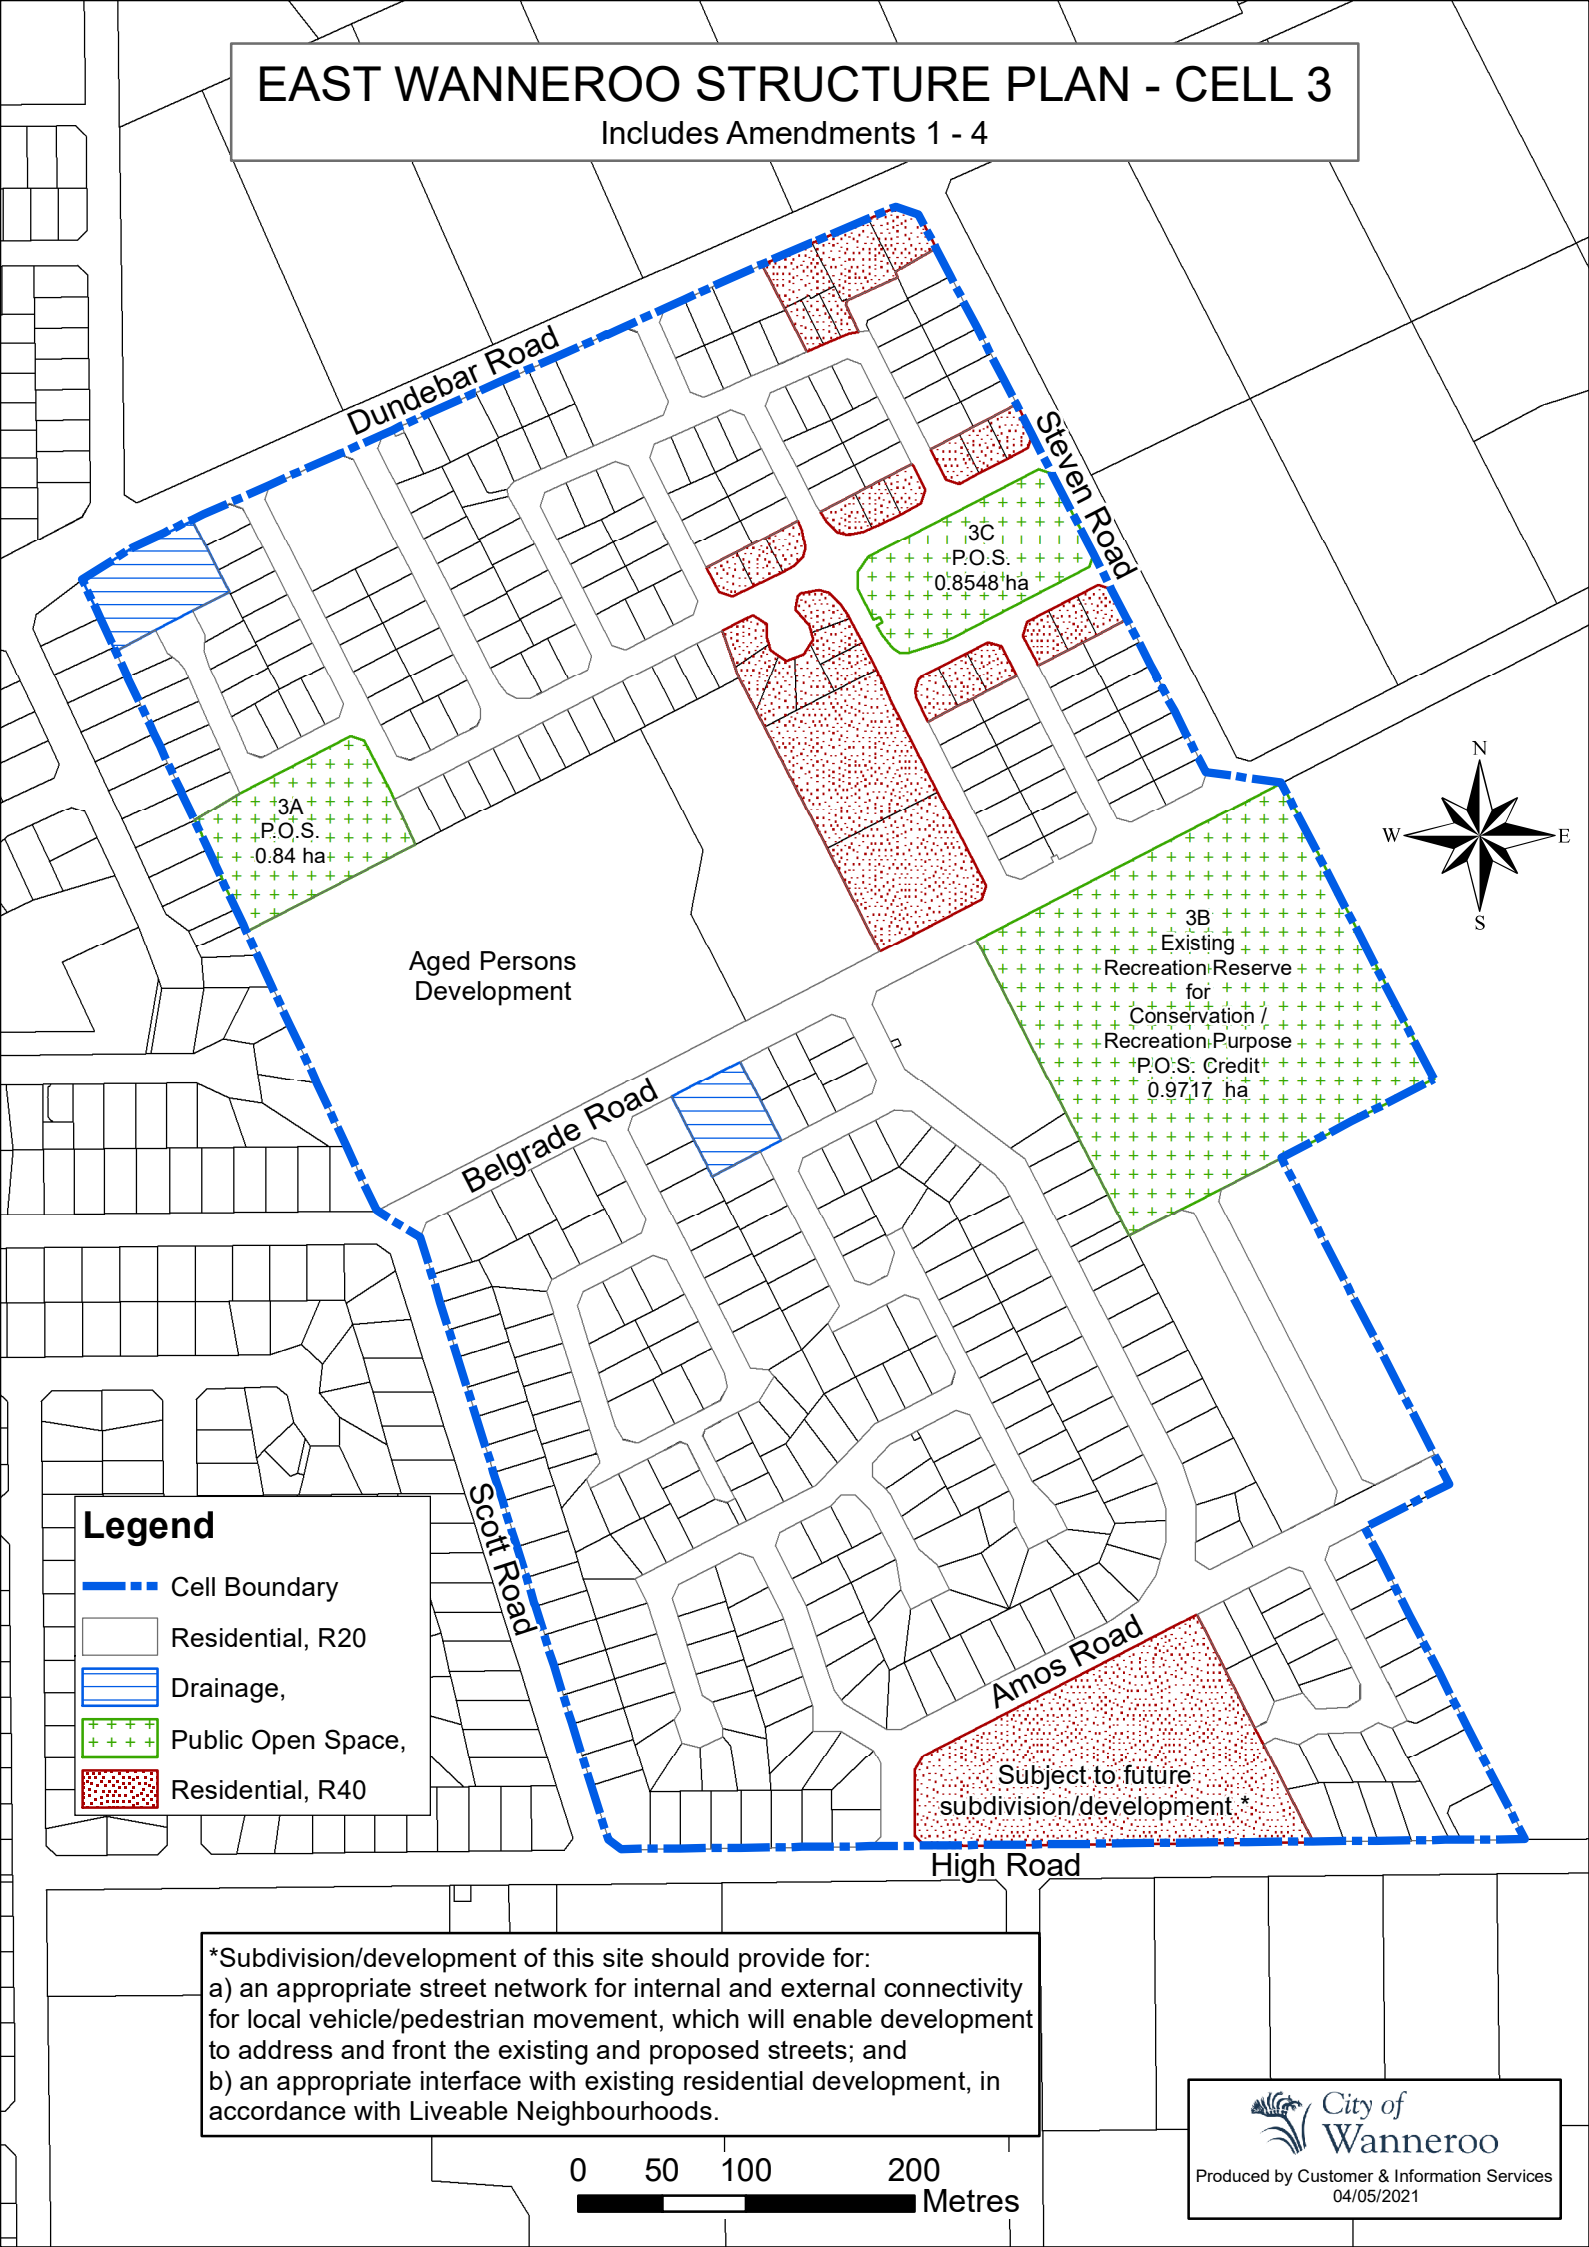 EAST WANNEROO STRUCTURE PLAN - CELL 3
Includes Amendments 1 - 4
Dundebar Road
Steven Road
3C
P.O.S.
0.8548 ha
N
W
E
S
3A
P.O.S.
0.84 ha
3B
Existing
Recreation Reserve
for
Conservation /
Recreation Purpose
P.O.S. Credit
0.9717 ha
Aged Persons
Development
Belgrade Road
Scott Road
Legend
Cell Boundary
Residential, R20
Drainage,
Public Open Space,
Residential, R40
Amos Road
Subject to future
subdivision/development.*
High Road
*Subdivision/development of this site should provide for:
a) an appropriate street network for internal and external connectivity
for local vehicle/pedestrian movement, which will enable development
to address and front the existing and proposed streets; and
b) an appropriate interface with existing residential development, in
accordance with Liveable Neighbourhoods.
0 50 100 200
Metres
City of
Wanneroo
Produced by Customer & Information Services
04/05/2021